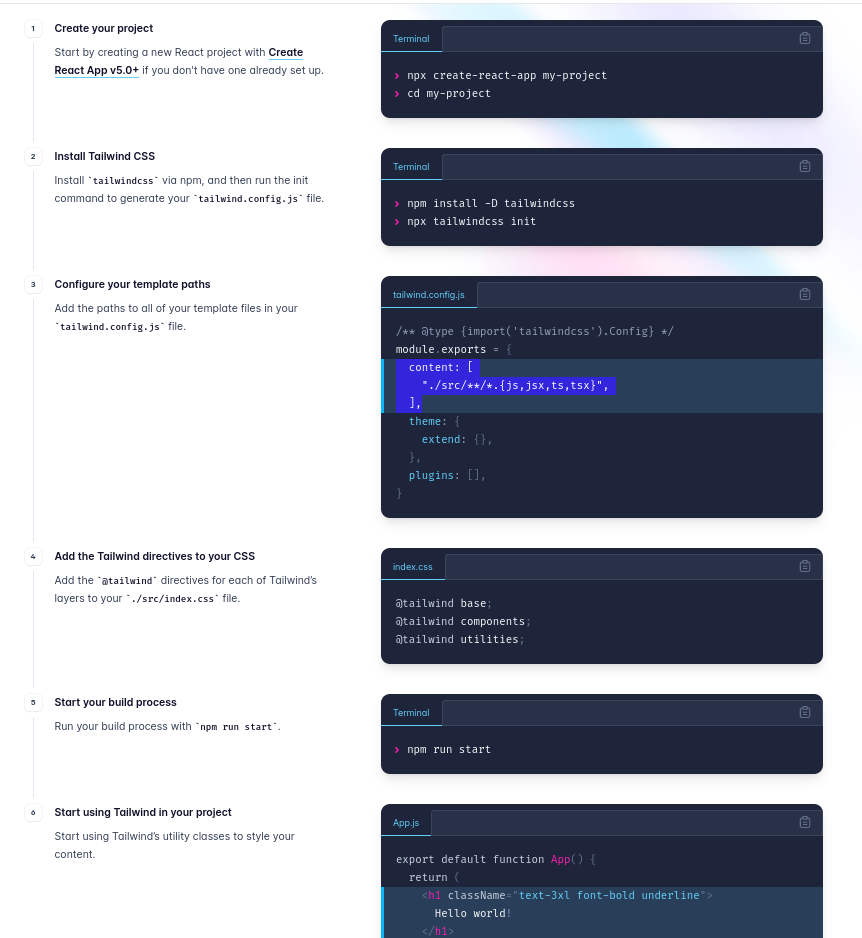 1
Create your project
Start by creating a new React project with Create
React App v5.0+ if you don't have one already set up.
Terminal
› npx create-react-app my-project
› cd my-project
2
Install Tailwind CSS
Install `tailwindcss` via npm, and then run the init
command to generate your `tailwind.config.js` file.
Terminal
› npm install -D tailwindcss
› npx tailwindcss init
3
Configure your template paths
Add the paths to all of your template files in your
`tailwind.config.js` file.
tailwind.config.js
/** @type {import('tailwindcss').Config} */
module.exports = {
  content: [
    "./src/**/*.{js,jsx,ts,tsx}",
  ],
  theme: {
    extend: {},
  },
  plugins: [],
}
4
Add the Tailwind directives to your CSS
Add the `@tailwind` directives for each of Tailwind's
layers to your `./src/index.css` file.
index.css
@tailwind base;
@tailwind components;
@tailwind utilities;
5
Start your build process
Run your build process with `npm run start`.
Terminal
› npm run start
6
Start using Tailwind in your project
Start using Tailwind's utility classes to style your
content.
App.js
export default function App() {
  return (
    <h1 className="text-3xl font-bold underline">
      Hello world!
    </h1>